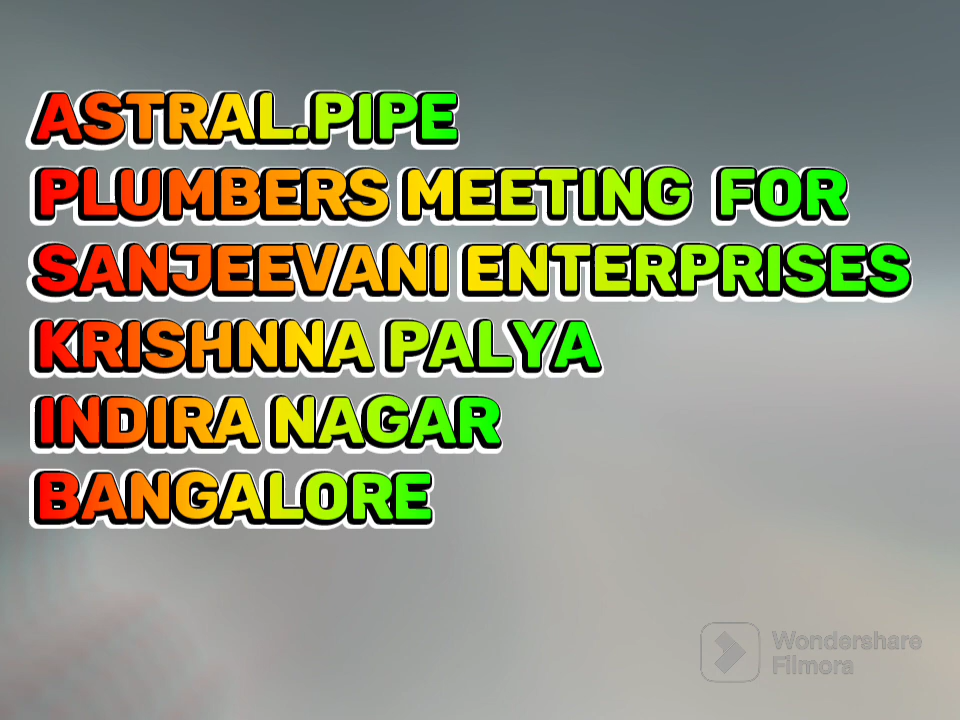 ASTRAL.PIPE
PLUMBERS MEETING FOR
SANJEEVANI ENTERPRISES
KRISHNNA PALYA
INDIRA NAGAR
BANGALORE
Wondershare
Filmora